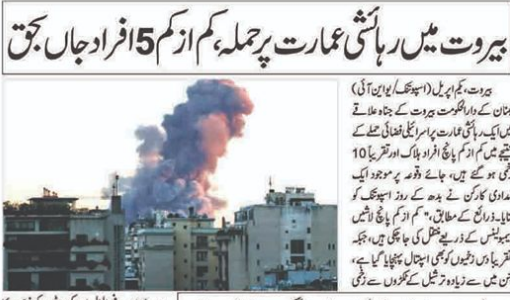 بیروت میں رہائشی عمارت پر حملہ، کم از کم 5 افراد جاں بحق
بیروت، یکم اپریل (اسپوتنک/یو این آئی)
لبنان کے دارالحکومت بیروت کے جناہ علاقے
میں ایک رہائشی عمارت پر اسرائیلی فضائی حملے کے
نتیجے میں کم از کم پانچ افراد ہلاک اور تقریباً 10
زخمی ہو گئے ہیں، جائے وقوعہ پر موجود ایک
امدادی کارکن نے بدھ کے روز اسپوتنک کو
بتایا۔ ذرائع کے مطابق، "کم از کم پانچ لاشیں
ایمبولینس کے ذریعے منتقل کی جا چکی ہیں، جبکہ
تقریباً دس زخمیوں کو بھی اسپتال پہنچایا گیا ہے،
جن میں سے زیادہ تر شیل کے ٹکڑوں سے زخمی